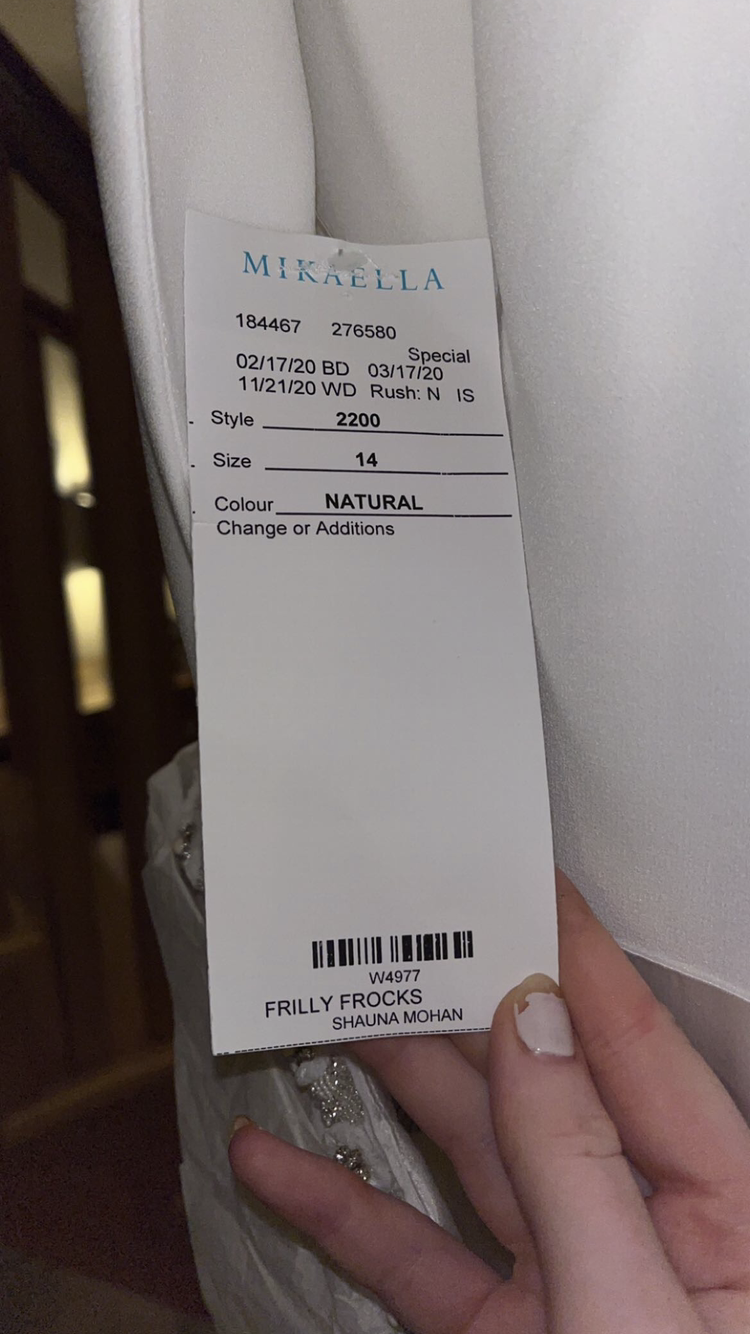 MIKAELLA
184467 276580
Special
02/17/20 BD 03/17/20
11/21/20 WD Rush: N IS
Style 2200
Size 14
Colour NATURAL
Change or Additions
W4977
FRILLY FROCKS
SHAUNA MOHAN